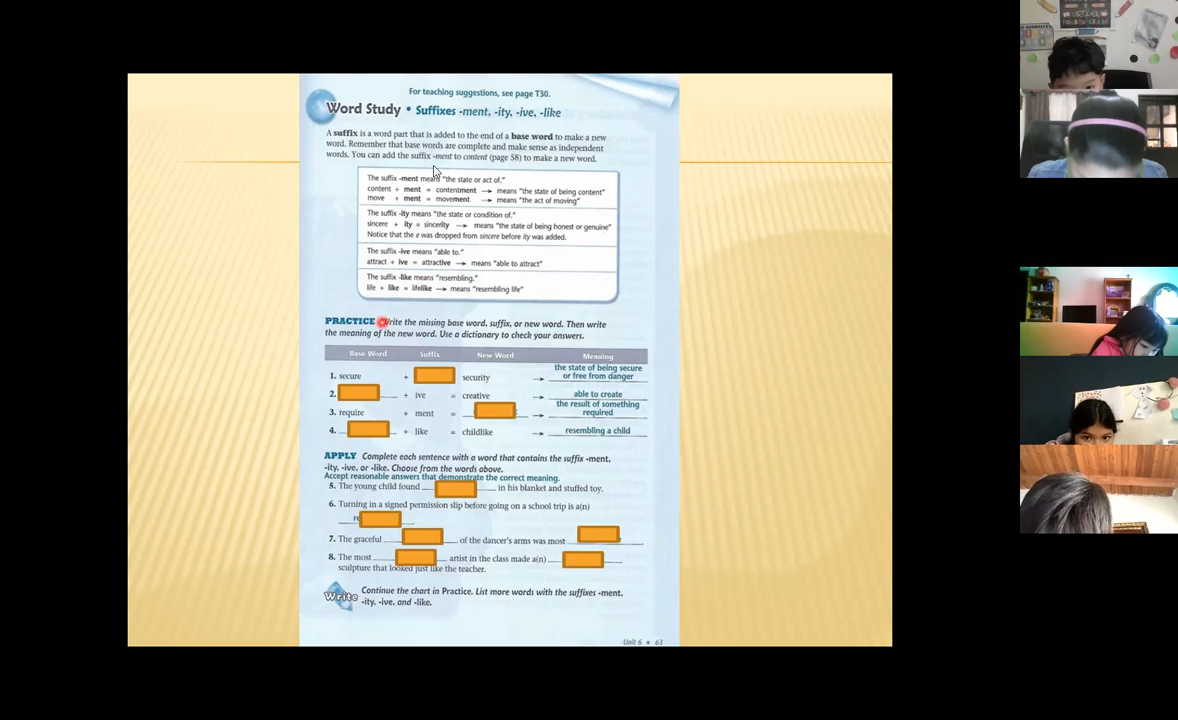 For teaching suggestions, see page T30.
Word Study • Suffixes -ment, -ity, -ive, -like
A suffix is a word part that is added to the end of a base word to make a new
word. Remember that base words are complete and make sense as independent
words. You can add the suffix -ment to content (page 58) to make a new word.
The suffix -ment means "the state or act of."
content + ment = contentment → means "the state of being content"
move + ment = movement → means "the act of moving"
The suffix -ity means "the state or condition of."
sincere + ity = sincerity → means "the state of being honest or genuine"
Notice that the e was dropped from sincere before ity was added.
The suffix -ive means "able to."
attract + ive = attractive → means "able to attract"
The suffix -like means "resembling."
life + like = lifelike → means "resembling life"
PRACTICE Write the missing base word, suffix, or new word. Then write
the meaning of the new word. Use a dictionary to check your answers.
Base Word Suffix New Word Meaning
1. secure + security → the state of being secure
or free from danger
2. + ive = creative → able to create
3. require + ment = → the result of something
required
4. + like = childlike → resembling a child
APPLY Complete each sentence with a word that contains the suffix -ment,
-ity, -ive, or -like. Choose from the words above.
Accept reasonable answers that demonstrate the correct meaning.
5. The young child found in his blanket and stuffed toy.
6. Turning in a signed permission slip before going on a school trip is a(n)
re
7. The graceful of the dancer's arms was most .
8. The most artist in the class made a(n)
sculpture that looked just like the teacher.
Write Continue the chart in Practice. List more words with the suffixes -ment,
-ity, -ive, and -like.
Unit 6 • 63
FOURTH GRADE